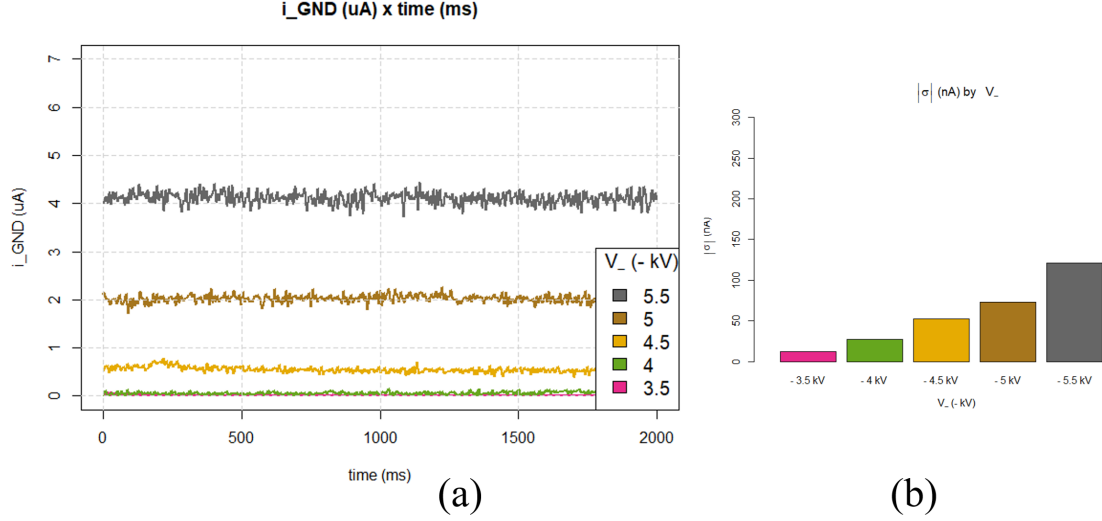 i_GND (uA) x time (ms)
7
6
5
4
3
2
1
0
i_GND (uA)
0
500
1000
1500
2000
time (ms)
V_ (- kV)
5.5
5
4.5
4
3.5
(a)
|σ| (nA) by V_
300
250
200
150
100
50
0
|σ| (nA)
- 3.5 kV
- 4 kV
- 4.5 kV
- 5 kV
- 5.5 kV
V_ (- kV)
(b)